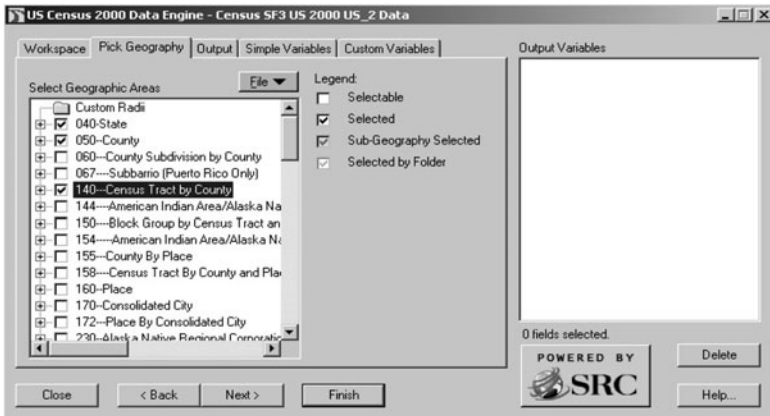 US Census 2000 Data Engine - Census SF3 US 2000 US_2 Data
Workspace Pick Geography Output Simple Variables Custom Variables
Select Geographic Areas
File
Custom Radii
040-State
050--County
060---County Subdivision by County
067----Subbarrio (Puerto Rico Only)
140---Census Tract by County
144----American Indian Area/Alaska Na
150----Block Group by Census Tract an
154-----American Indian Area/Alaska Na
155---County By Place
158----Census Tract By County and Pla
160--Place
170--Consolidated City
172---Place By Consolidated City
230--Alaska Native Regional Corporatio
Legend:
Selectable
Selected
Sub-Geography Selected
Selected by Folder
Output Variables
0 fields selected.
POWERED BY
SRC
Delete
Help...
Close
< Back
Next >
Finish